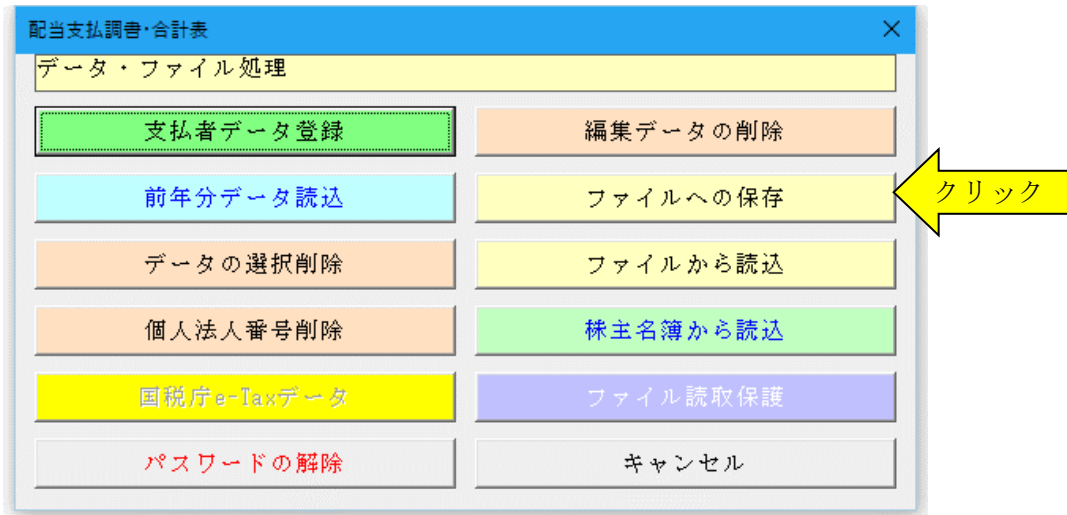 配当支払調書・合計表
データ・ファイル処理
支払者データ登録
編集データの削除
前年分データ読込
ファイルへの保存
クリック
データの選択削除
ファイルから読込
個人法人番号削除
株主名簿から読込
国税庁e-Taxデータ
ファイル読取保護
パスワードの解除
キャンセル